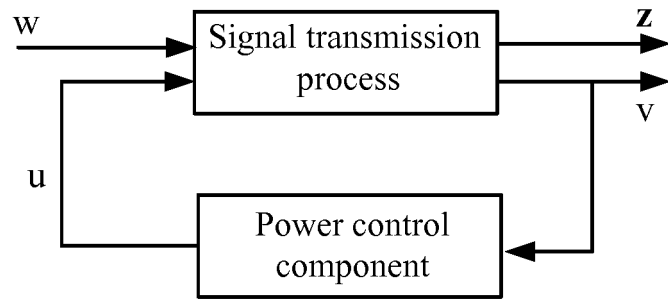 w
Signal transmission
process
z
v
u
Power control
component